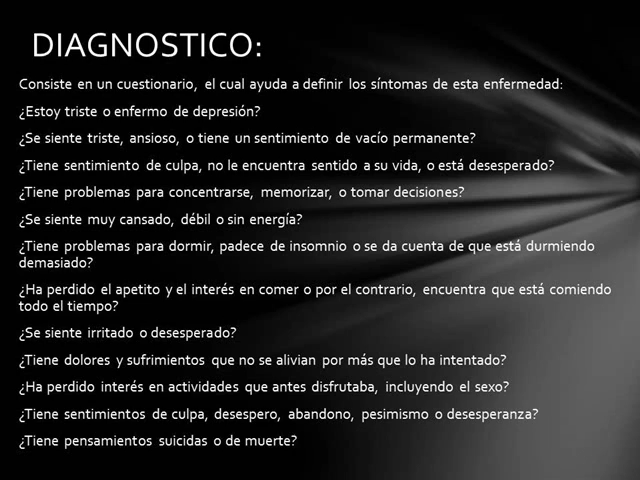 DIAGNOSTICO:
Consiste en un cuestionario, el cual ayuda a definir los síntomas de esta enfermedad:
¿Estoy triste o enfermo de depresión?
¿Se siente triste, ansioso, o tiene un sentimiento de vacío permanente?
¿Tiene sentimiento de culpa, no le encuentra sentido a su vida, o está desesperado?
¿Tiene problemas para concentrarse, memorizar, o tomar decisiones?
¿Se siente muy cansado, débil o sin energía?
¿Tiene problemas para dormir, padece de insomnio o se da cuenta de que está durmiendo
demasiado?
¿Ha perdido el apetito y el interés en comer o por el contrario, encuentra que está comiendo
todo el tiempo?
¿Se siente irritado o desesperado?
¿Tiene dolores y sufrimientos que no se alivian por más que lo ha intentado?
¿Ha perdido interés en actividades que antes disfrutaba, incluyendo el sexo?
¿Tiene sentimientos de culpa, desespero, abandono, pesimismo o desesperanza?
¿Tiene pensamientos suicidas o de muerte?